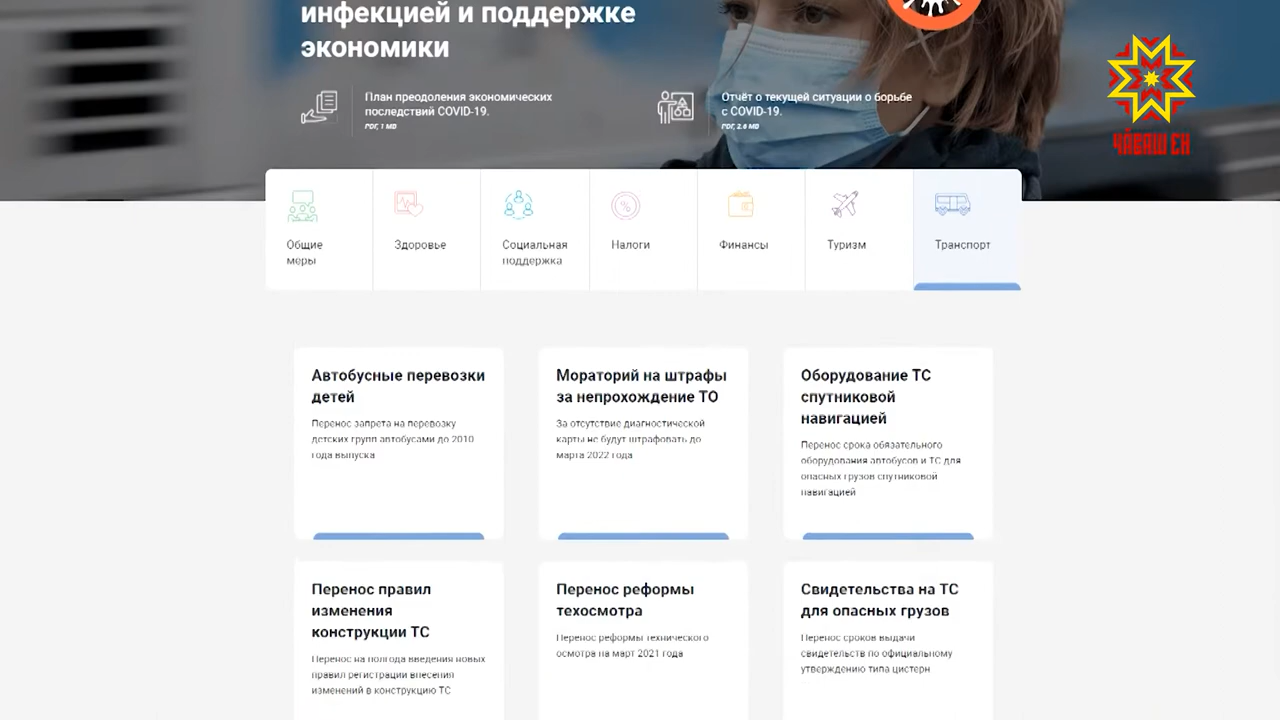 инфекцией и поддержке
экономики
План преодоления экономических
последствий COVID-19.
PDF, 1 MB
Отчёт о текущей ситуации о борьбе
с COVID-19.
PDF, 2.6 MB
ЧӐВАШ ЕН
Общие
меры
Здоровье
Социальная
поддержка
Налоги
Финансы
Туризм
Транспорт
Автобусные перевозки
детей
Перенос запрета на перевозку
детских групп автобусами до 2010
года выпуска
Мораторий на штрафы
за непрохождение ТО
За отсутствие диагностической
карты не будут штрафовать до
марта 2022 года
Оборудование ТС
спутниковой
навигацией
Перенос срока обязательного
оборудования автобусов и ТС для
опасных грузов спутниковой
навигацией
Перенос правил
изменения
конструкции ТС
Перенос на полгода введения новых
правил регистрации внесения
изменений в конструкцию ТС
Перенос реформы
техосмотра
Перенос реформы технического
осмотра на март 2021 года
Свидетельства на ТС
для опасных грузов
Перенос сроков выдачи
свидетельств по официальному
утверждению типа цистерн